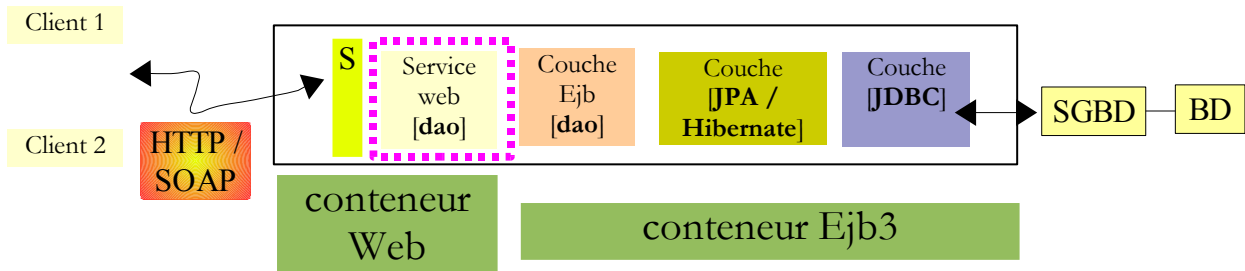 Client 1
S
Service
web
[dao]
Couche
Ejb
[dao]
Couche
[JPA /
Hibernate]
Couche
[JDBC]
SGBD
BD
Client 2
HTTP /
SOAP
conteneur
Web
conteneur Ejb3